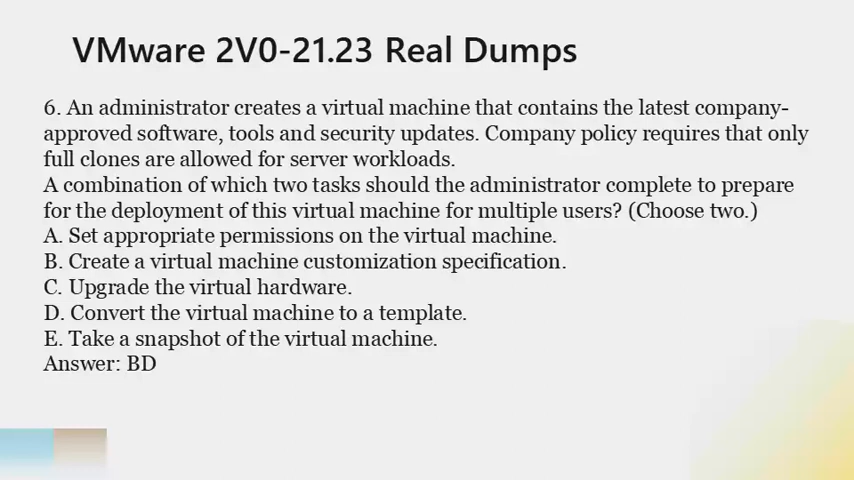 VMware 2V0-21.23 Real Dumps
6. An administrator creates a virtual machine that contains the latest company-
approved software, tools and security updates. Company policy requires that only
full clones are allowed for server workloads.
A combination of which two tasks should the administrator complete to prepare
for the deployment of this virtual machine for multiple users? (Choose two.)
A. Set appropriate permissions on the virtual machine.
B. Create a virtual machine customization specification.
C. Upgrade the virtual hardware.
D. Convert the virtual machine to a template.
E. Take a snapshot of the virtual machine.
Answer: BD